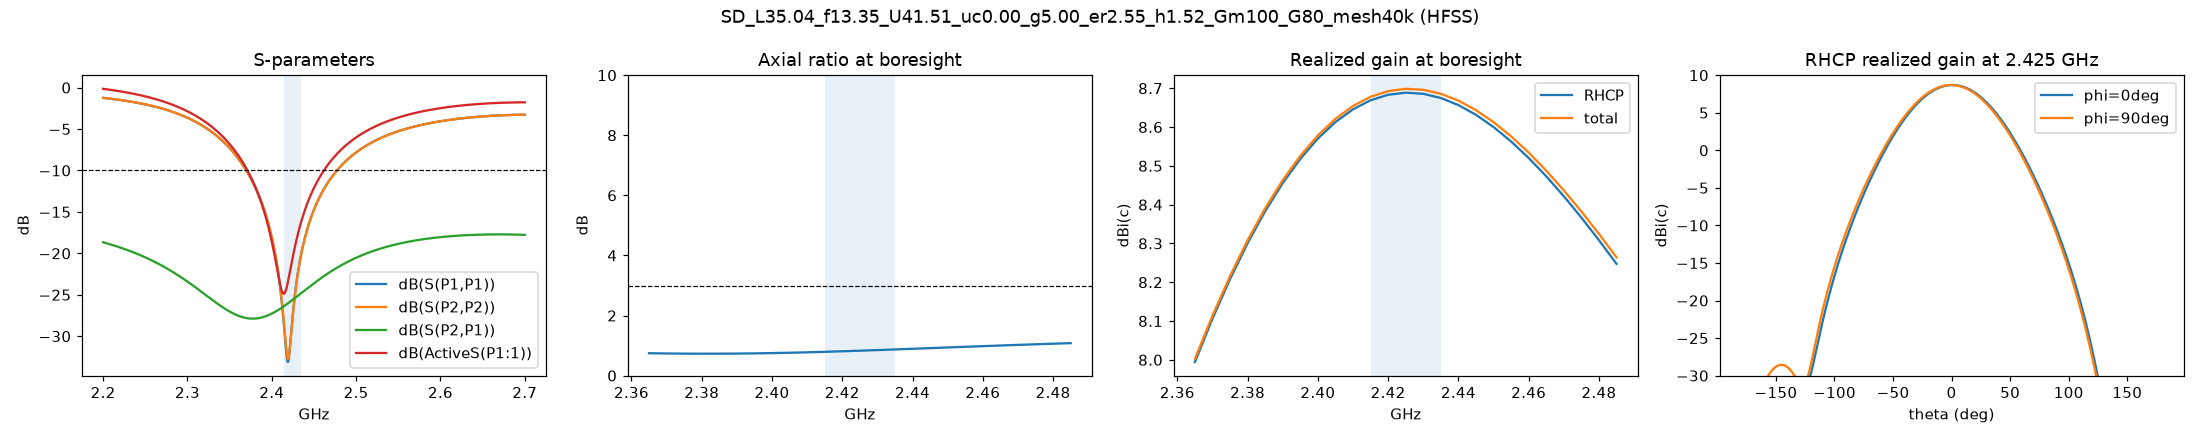 SD_L35.04_f13.35_U41.51_uc0.00_g5.00_er2.55_h1.52_Gm100_G80_mesh40k (HFSS)
S-parameters
dB
0
−5
−10
−15
−20
−25
−30
dB(S(P1,P1))
dB(S(P2,P2))
dB(S(P2,P1))
dB(ActiveS(P1:1))
2.2
2.3
2.4
2.5
2.6
2.7
GHz
Axial ratio at boresight
dB
10
8
6
4
2
0
2.36
2.38
2.40
2.42
2.44
2.46
2.48
GHz
Realized gain at boresight
dBi(c)
8.7
8.6
8.5
8.4
8.3
8.2
8.1
8.0
RHCP
total
2.36
2.38
2.40
2.42
2.44
2.46
2.48
GHz
RHCP realized gain at 2.425 GHz
dBi(c)
10
5
0
−5
−10
−15
−20
−25
−30
phi=0deg
phi=90deg
−150
−100
−50
0
50
100
150
theta (deg)